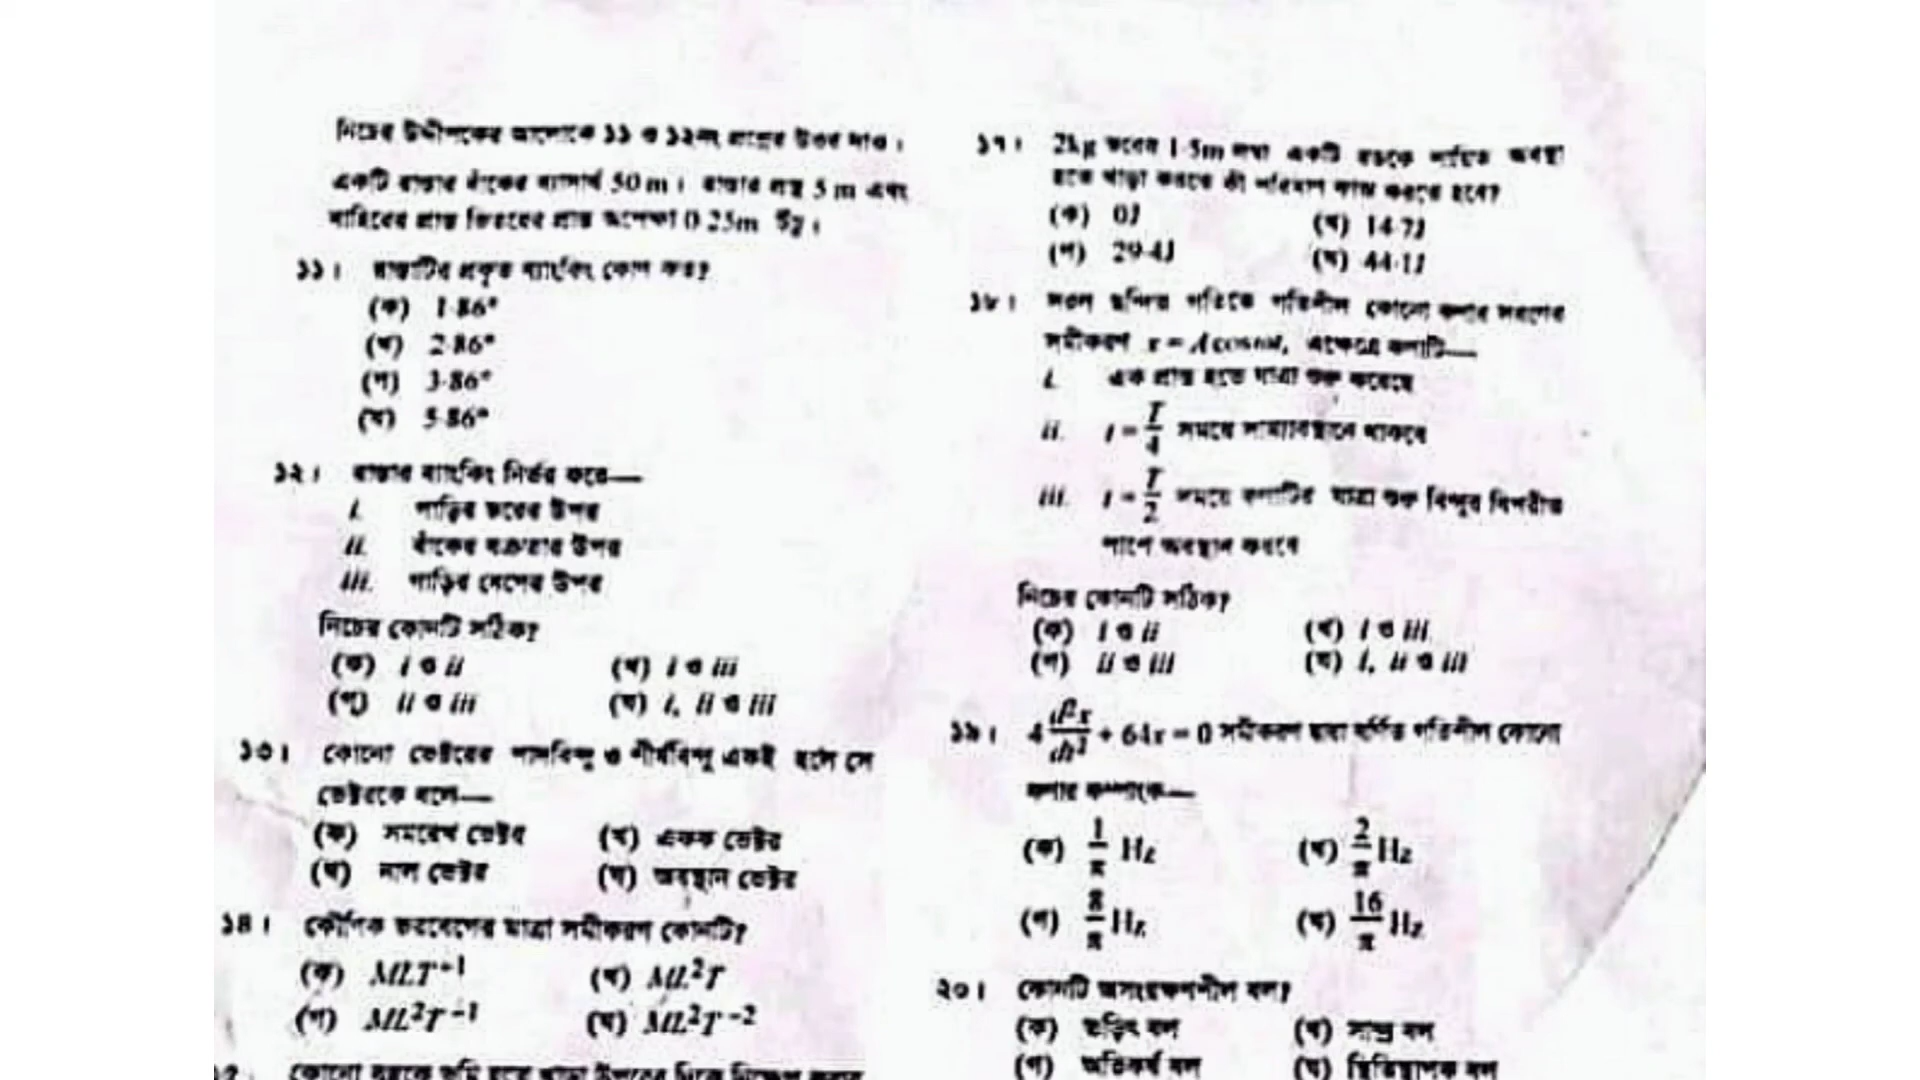 নিচের উদ্দীপকের আলোকে ১১ ও ১২নং প্রশ্নের উত্তর দাও।
একটি রাস্তার বাঁকের ব্যাসার্ধ 50 m। রাস্তার প্রস্থ 5 m এবং
বাহিরের প্রান্ত ভিতরের প্রান্ত অপেক্ষা 0·25m উঁচু।
১১। রাস্তাটির প্রকৃত ব্যাংকিং কোণ কত?
(ক) 1·86°
(খ) 2·86°
(গ) 3·86°
(ঘ) 5·86°
১২। রাস্তার ব্যাংকিং নির্ভর করে—
i. গাড়ির ভরের উপর
ii. বাঁকের বক্রতার উপর
iii. গাড়ির বেগের উপর
নিচের কোনটি সঠিক?
(ক) i ও ii (খ) i ও iii
(গ) ii ও iii (ঘ) i, ii ও iii
১৩। কোনো ভেক্টরের পাদবিন্দু ও শীর্ষবিন্দু একই হলে সে
ভেক্টরকে বলে—
(ক) সমরেখ ভেক্টর (খ) একক ভেক্টর
(গ) নাল ভেক্টর (ঘ) অবস্থান ভেক্টর
১৪। কৌণিক ভরবেগের মাত্রা সমীকরণ কোনটি?
(ক) MLT⁻¹ (খ) ML²T
(গ) ML²T⁻¹ (ঘ) ML²T⁻²
১৭। 2kg ভরের 1·5m লম্বা একটি বস্তুকে শায়িত অবস্থা
হতে খাড়া করতে কী পরিমাণ কাজ করতে হবে?
(ক) 0J (খ) 14·7J
(গ) 29·4J (ঘ) 44·1J
১৮। সরল ছন্দিত গতিতে গতিশীল কোনো কণার সরণের
সমীকরণ x = A cosωt, এক্ষেত্রে কণাটি—
i. এক প্রান্ত হতে যাত্রা শুরু করেছে
ii. t = T/4 সময়ে সাম্যাবস্থানে থাকবে
iii. t = T/2 সময়ে কণাটির যাত্রা শুরু বিন্দুর বিপরীত
পাশে অবস্থান করবে
নিচের কোনটি সঠিক?
(ক) i ও ii (খ) i ও iii
(গ) ii ও iii (ঘ) i, ii ও iii
১৯। 4 d²x/dt² + 64x = 0 সমীকরণ দ্বারা বর্ণিত গতিশীল কোনো
কণার কম্পাংক—
(ক) 1/π Hz (খ) 2/π Hz
(গ) 8/π Hz (ঘ) 16/π Hz
২০। কোনটি অসংরক্ষণশীল বল?
(ক) তড়িৎ বল (খ) সান্দ্র বল
(গ) অভিকর্ষ বল (ঘ) স্থিতিস্থাপক বল